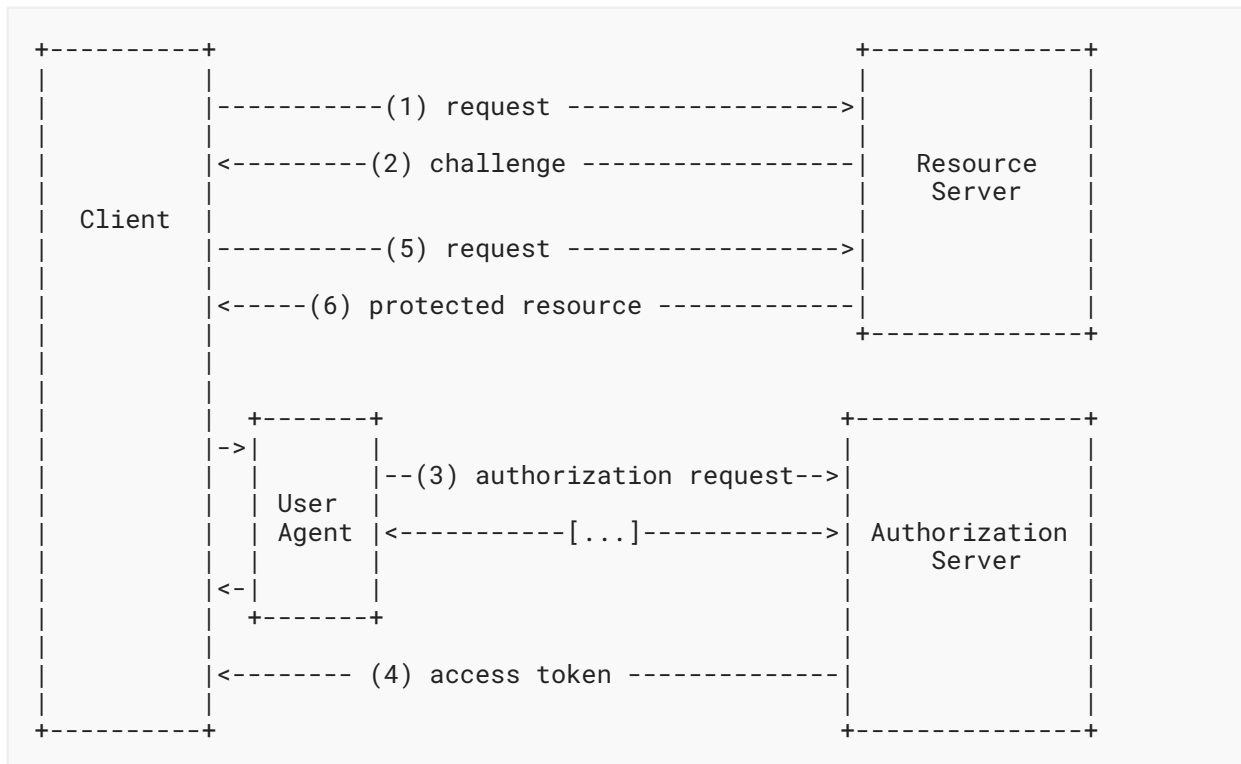 +----------+                                          +--------------+
|          |                                          |              |
|          |-----------(1) request ------------------>|              |
|          |                                          |              |
|          |<---------(2) challenge ------------------|   Resource   |
|          |                                          |    Server    |
|  Client  |                                          |              |
|          |-----------(5) request ------------------>|              |
|          |                                          |              |
|          |<-----(6) protected resource -------------|              |
|          |                                          +--------------+
|          |
|          |
|          |  +-------+                              +---------------+
|          |->|       |                              |               |
|          |  |       |--(3) authorization request-->|               |
|          |  | User  |                              |               |
|          |  | Agent |<-----------[...]------------>| Authorization |
|          |  |       |                              |     Server    |
|          |<-|       |                              |               |
|          |  +-------+                              |               |
|          |                                         |               |
|          |<-------- (4) access token --------------|               |
|          |                                         |               |
+----------+                                         +---------------+